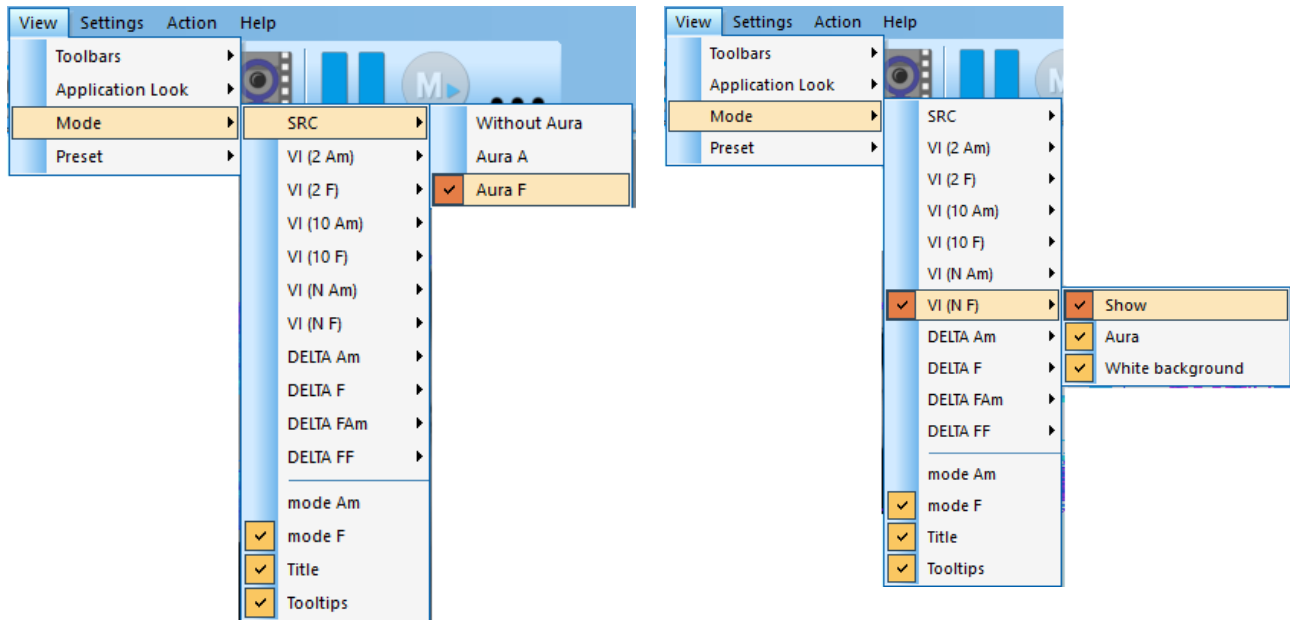 View Settings Action Help
Toolbars
Application Look
Mode
Preset
M
SRC
VI (2 Am)
VI (2 F)
VI (10 Am)
VI (10 F)
VI (N Am)
VI (N F)
DELTA Am
DELTA F
DELTA FAm
DELTA FF
mode Am
mode F
Title
Tooltips
Without Aura
Aura A
Aura F
View Settings Action Help
Toolbars
Application Look
Mode
Preset
SRC
VI (2 Am)
VI (2 F)
VI (10 Am)
VI (10 F)
VI (N Am)
VI (N F)
DELTA Am
DELTA F
DELTA FAm
DELTA FF
mode Am
mode F
Title
Tooltips
Show
Aura
White background